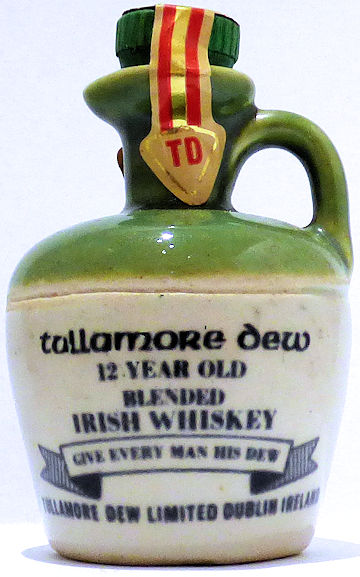 TD
tullamore dew
12 YEAR OLD
BLENDED
IRISH WHISKEY
GIVE EVERY MAN HIS DEW
TULLAMORE DEW LIMITED DUBLIN IRELAND